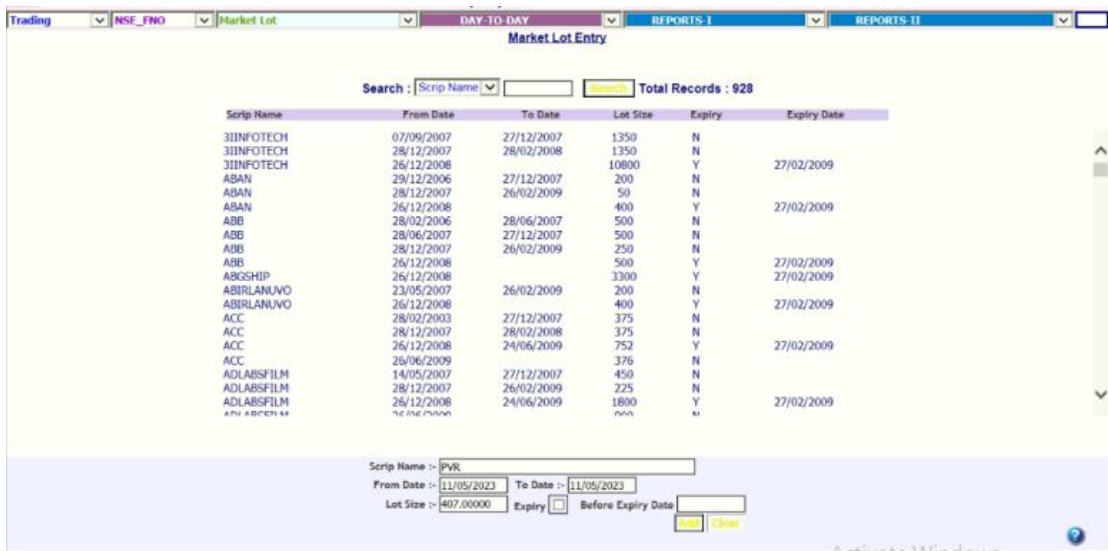 Trading NSE_FNO Market Lot DAY-TO-DAY REPORTS-I REPORTS-II
Market Lot Entry
Search : Scrip Name Search Total Records : 928
Scrip Name From Date To Date Lot Size Expiry Expiry Date
3IINFOTECH 07/09/2007 27/12/2007 1350 N
3IINFOTECH 28/12/2007 28/02/2008 1350 N
3IINFOTECH 26/12/2008 10800 Y 27/02/2009
ABAN 29/12/2006 27/12/2007 200 N
ABAN 28/12/2007 26/02/2009 50 N
ABAN 26/12/2008 400 Y 27/02/2009
ABB 28/02/2006 28/06/2007 500 N
ABB 28/06/2007 27/12/2007 500 N
ABB 28/12/2007 26/02/2009 250 N
ABB 26/12/2008 500 Y 27/02/2009
ABGSHIP 26/12/2008 3300 Y 27/02/2009
ABIRLANUVO 23/05/2007 26/02/2009 200 N
ABIRLANUVO 26/12/2008 400 Y 27/02/2009
ACC 28/02/2003 27/12/2007 375 N
ACC 28/12/2007 28/02/2008 375 N
ACC 26/12/2008 24/06/2009 752 Y 27/02/2009
ACC 26/06/2009 376 N
ADLABSFILM 14/05/2007 27/12/2007 450 N
ADLABSFILM 28/12/2007 26/02/2009 225 N
ADLABSFILM 26/12/2008 24/06/2009 1800 Y 27/02/2009
ADLABSFILM 26/06/2009 900 N
Scrip Name :- PVR
From Date :- 11/05/2023 To Date :- 11/05/2023
Lot Size :- 407.00000 Expiry Before Expiry Date
Add Clear
Activate Windows